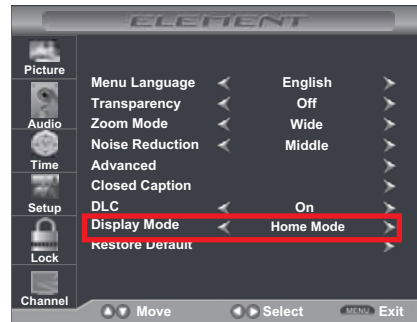 ELEMENT
Picture
Audio
Time
Setup
Lock
Channel
Menu Language English
Transparency Off
Zoom Mode Wide
Noise Reduction Middle
Advanced
Closed Caption
DLC On
Display Mode Home Mode
Restore Default
Move Select MENU Exit